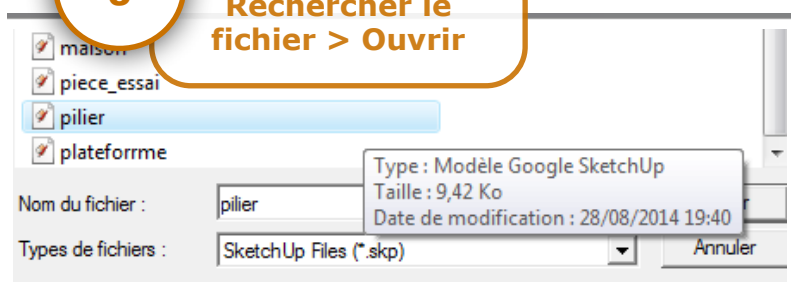 Rechercher le
fichier > Ouvrir
maison
piece_essai
pilier
plateforrme
Type : Modèle Google SketchUp
Taille : 9,42 Ko
Date de modification : 28/08/2014 19:40
Nom du fichier :
pilier
Types de fichiers :
SketchUp Files (*.skp)
Annuler